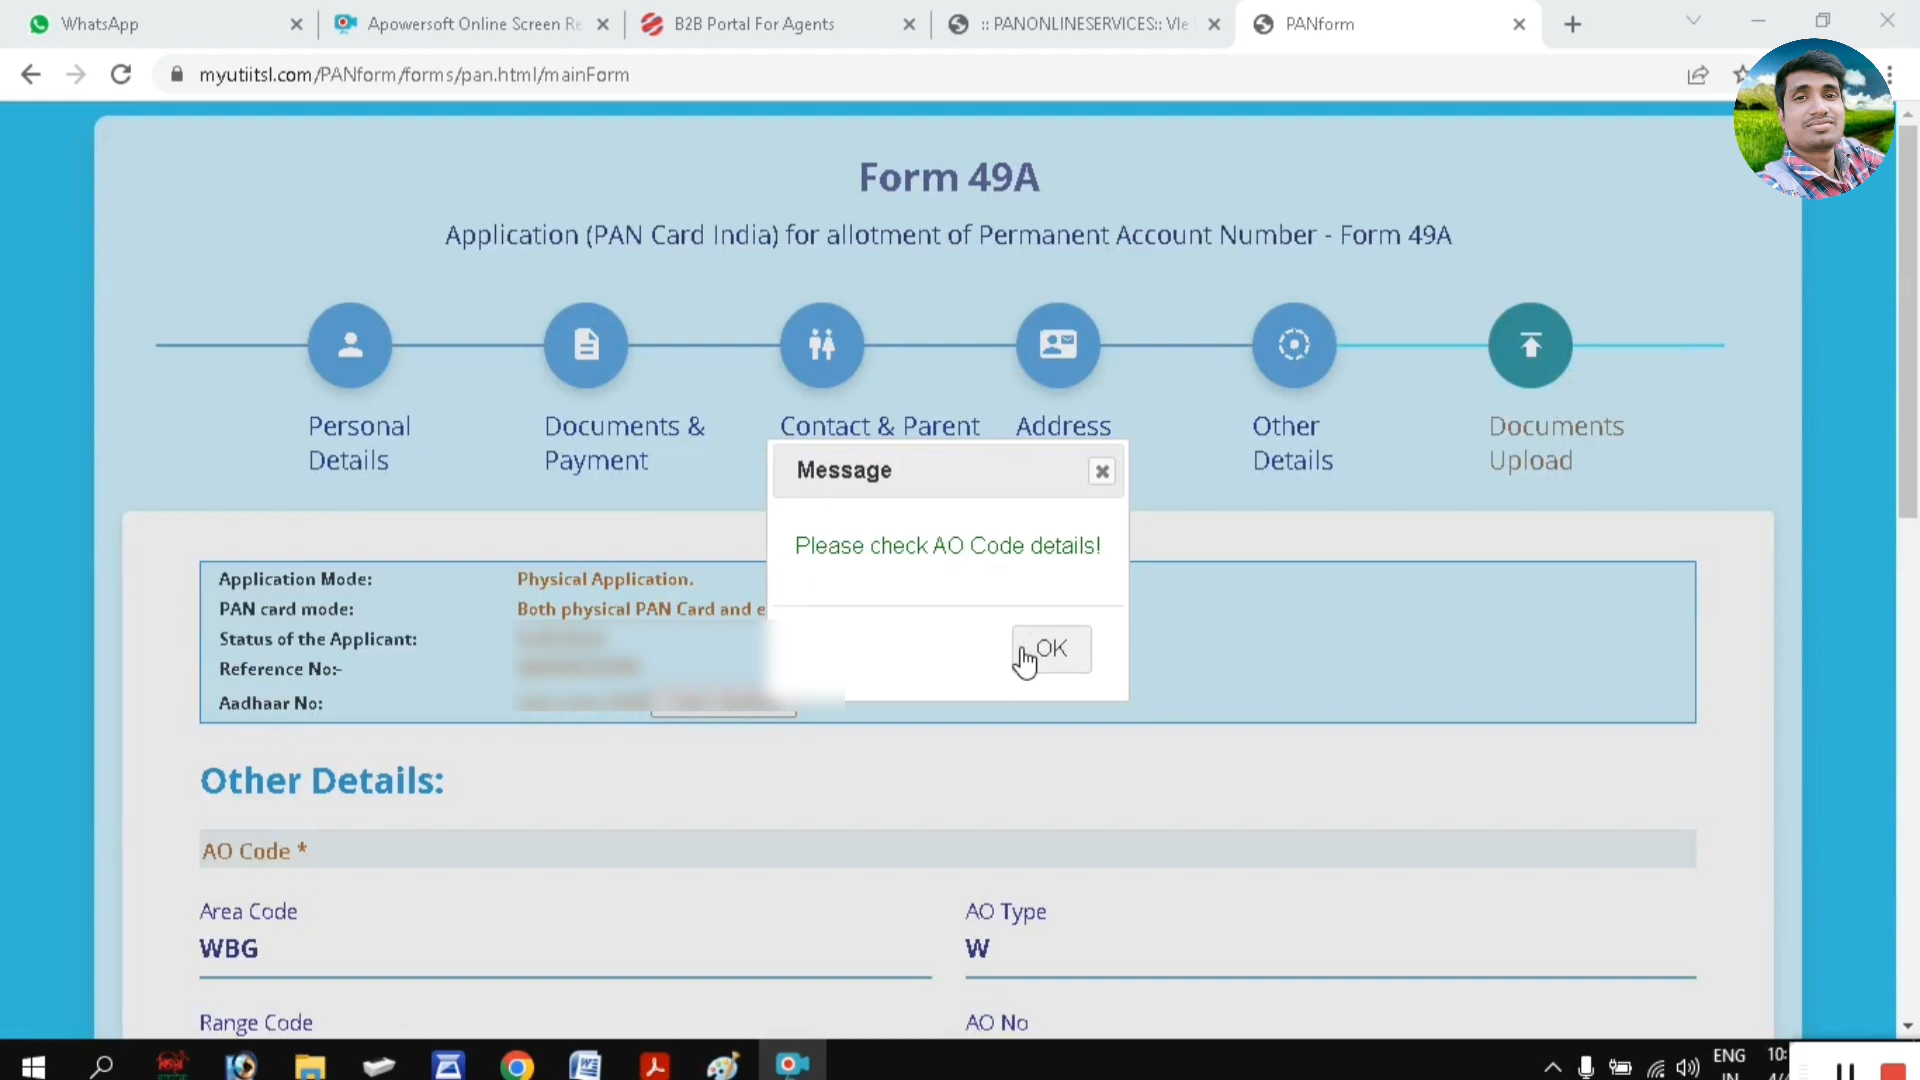 WhatsApp
Apowersoft Online Screen Re
B2B Portal For Agents
:: PANONLINESERVICES:: Vle
PANform
myutiitsl.com/PANform/forms/pan.html/mainForm
Form 49A
Application (PAN Card India) for allotment of Permanent Account Number - Form 49A
Personal
Details
Documents &
Payment
Contact & Parent
Address
Other
Details
Documents
Upload
Message
Please check AO Code details!
OK
Application Mode: Physical Application.
PAN card mode: Both physical PAN Card and e
Status of the Applicant:
Reference No:-
Aadhaar No:
Other Details:
AO Code *
Area Code
WBG
AO Type
W
Range Code
AO No
ENG
IN
10:
4/